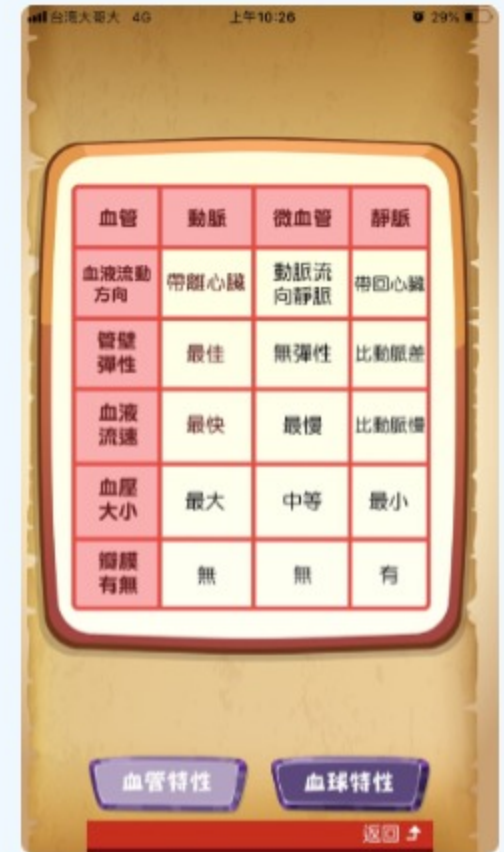 台灣大哥大 4G 上午10:26 29%
血管 動脈 微血管 靜脈
血液流動
方向
帶離心臟
動脈流
向靜脈
帶回心臟
管壁
彈性
最佳 無彈性 比動脈差
血液
流速
最快 最慢 比動脈慢
血壓
大小
最大 中等 最小
瓣膜
有無
無 無 有
血管特性 血球特性
返回